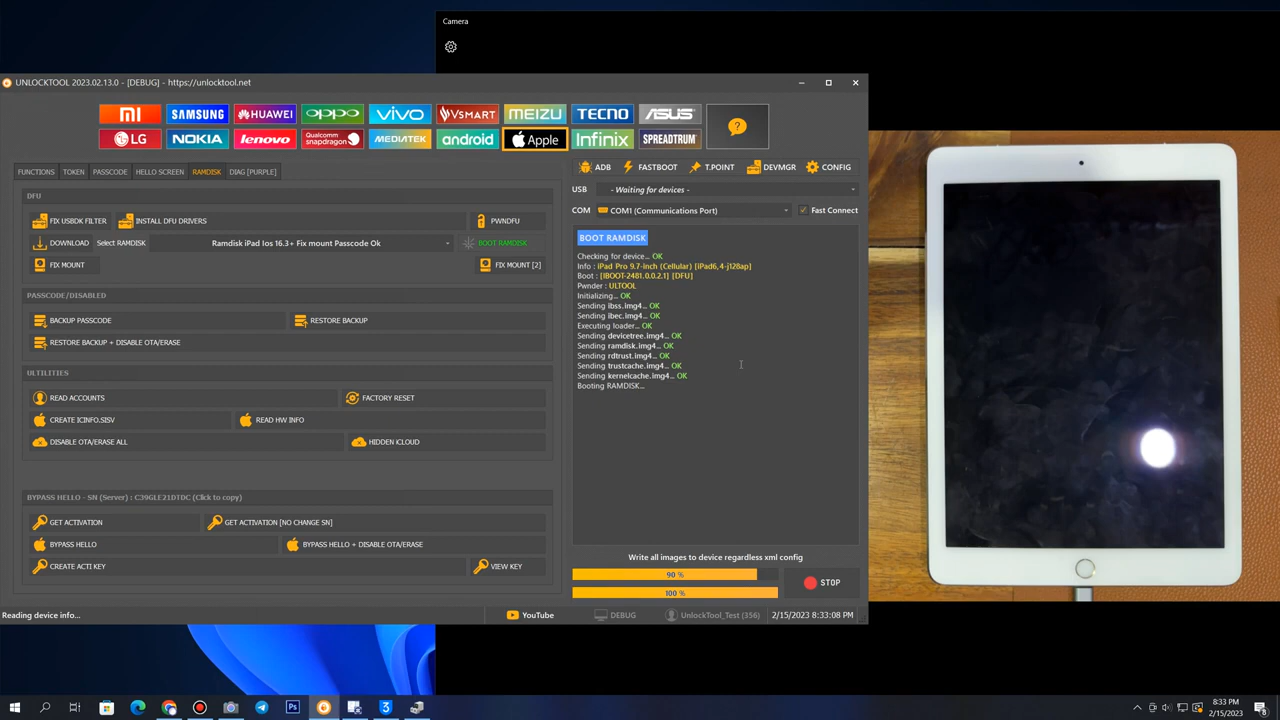 Camera
UNLOCKTOOL 2023.02.13.0 - [DEBUG] - https://unlocktool.net
mi SAMSUNG HUAWEI oppo vivo VSMART MEIZU TECNO ASUS
LG NOKIA lenovo Qualcomm snapdragon MEDIATEK android Apple Infinix SPREADTRUM
?
FUNCTIONS TOKEN PASSCODE HELLO SCREEN RAMDISK DIAG [PURPLE]
ADB FASTBOOT T.POINT DEVMGR CONFIG
USB - Waiting for devices -
COM COM1 (Communications Port) Fast Connect
DFU
FIX USBDK FILTER INSTALL DFU DRIVERS PWNDFU
DOWNLOAD Select RAMDISK Ramdisk iPad Ios 16.3+ Fix mount Passcode Ok BOOT RAMDISK
FIX MOUNT FIX MOUNT [2]
PASSCODE/DISABLED
BACKUP PASSCODE RESTORE BACKUP
RESTORE BACKUP + DISABLE OTA/ERASE
ULTILITIES
READ ACCOUNTS FACTORY RESET
CREATE ICINFO.SISV READ HW INFO
DISABLE OTA/ERASE ALL HIDDEN iCLOUD
BYPASS HELLO - SN (Server) : C39GLE21DTDC (Click to copy)
GET ACTIVATION GET ACTIVATION [NO CHANGE SN]
BYPASS HELLO BYPASS HELLO + DISABLE OTA/ERASE
CREATE ACTI KEY VIEW KEY
BOOT RAMDISK
Checking for device... OK
Info : iPad Pro 9.7-inch (Cellular) [iPad6,4-j128ap]
Boot : [IBOOT-2481.0.0.2.1] [DFU]
Pwnder : ULTOOL
Initializing... OK
Sending ibss.img4... OK
Sending ibec.img4... OK
Executing loader... OK
Sending devicetree.img4... OK
Sending ramdisk.img4... OK
Sending rdtrust.img4... OK
Sending trustcache.img4... OK
Sending kernelcache.img4... OK
Booting RAMDISK...
Write all images to device regardless xml config
90 %
100 %
STOP
Reading device info... YouTube DEBUG UnlockTool_Test (356) 2/15/2023 8:33:08 PM
Ps
3
8:33 PM
2/15/2023
8